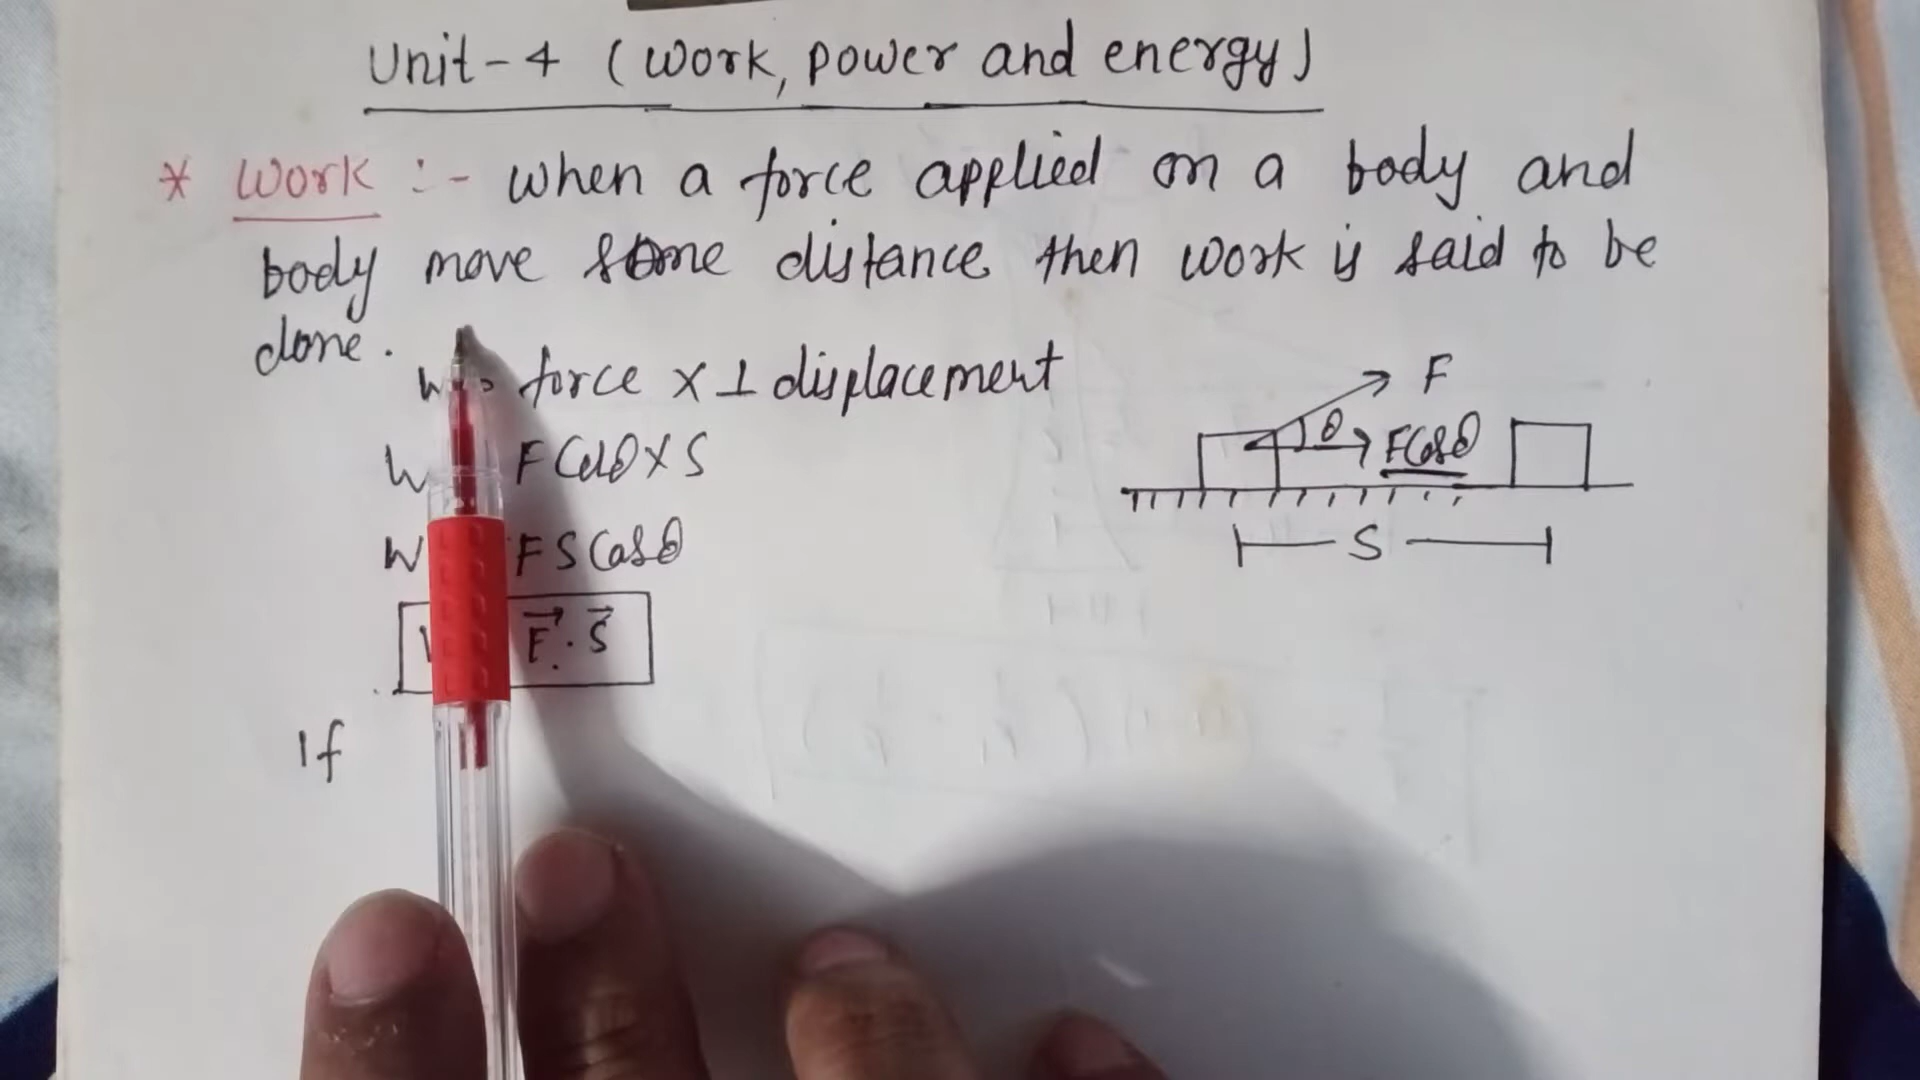 Unit-4 (Work, power and energy)
* Work :- when a force applied on a body and
body move some distance then work is said to be
done.
W force × ⊥ displacement
W F Cosθ × S
W F S Cosθ
F⃗ . S⃗
If
F
θ
FCosθ
S